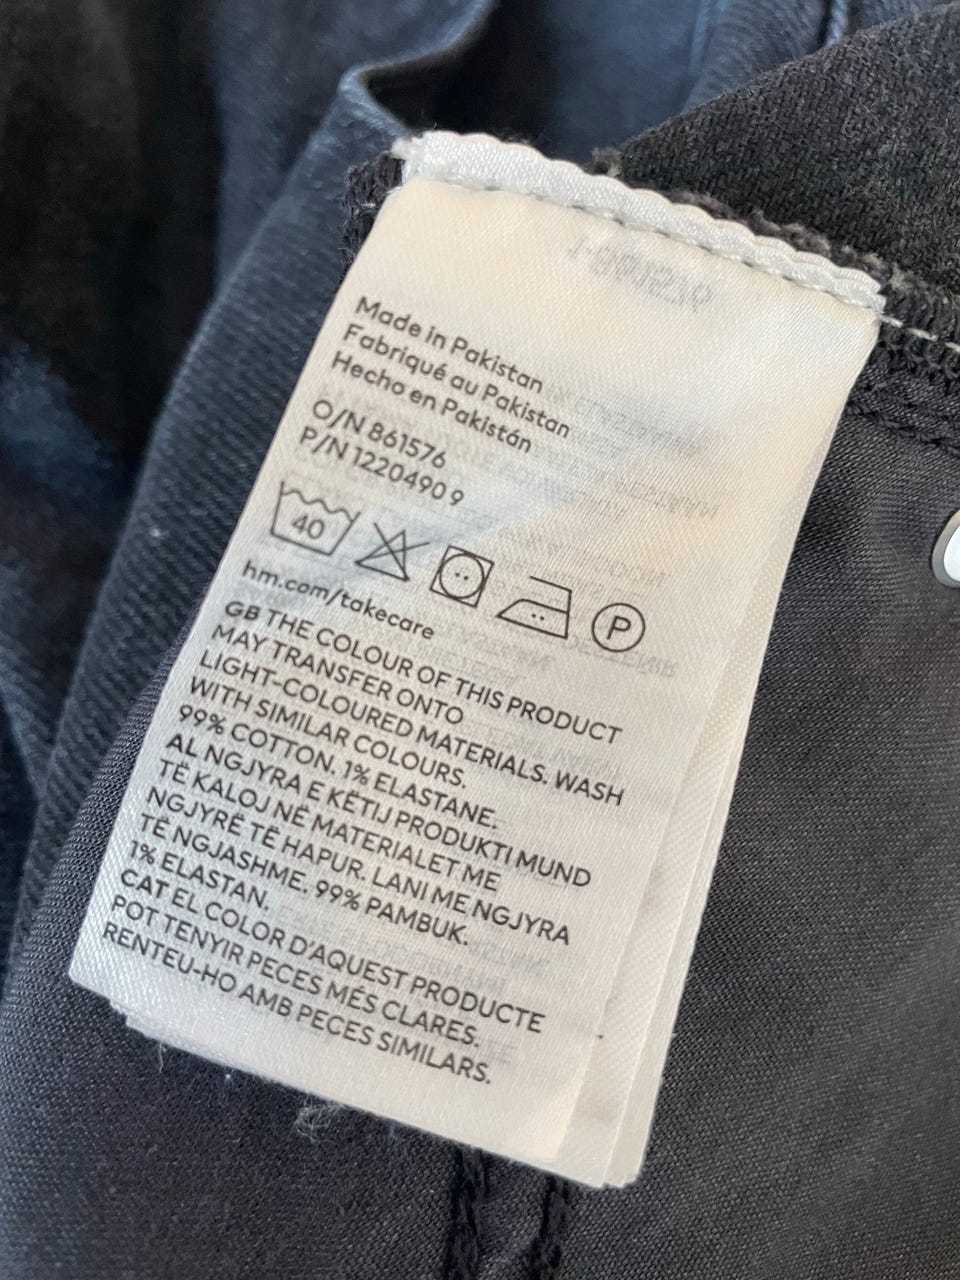 Made in Pakistan
Fabriqué au Pakistan
Hecho en Pakistán
O/N 861576
P/N 1220490 9
40
P
hm.com/takecare
GB THE COLOUR OF THIS PRODUCT
MAY TRANSFER ONTO
LIGHT-COLOURED MATERIALS. WASH
WITH SIMILAR COLOURS.
99% COTTON. 1% ELASTANE.
AL NGJYRA E KËTIJ PRODUKTI MUND
TË KALOJ NË MATERIALET ME
NGJYRË TË HAPUR. LANI ME NGJYRA
TË NGJASHME. 99% PAMBUK.
1% ELASTAN.
CAT EL COLOR D'AQUEST PRODUCTE
POT TENYIR PECES MÉS CLARES.
RENTEU-HO AMB PECES SIMILARS.